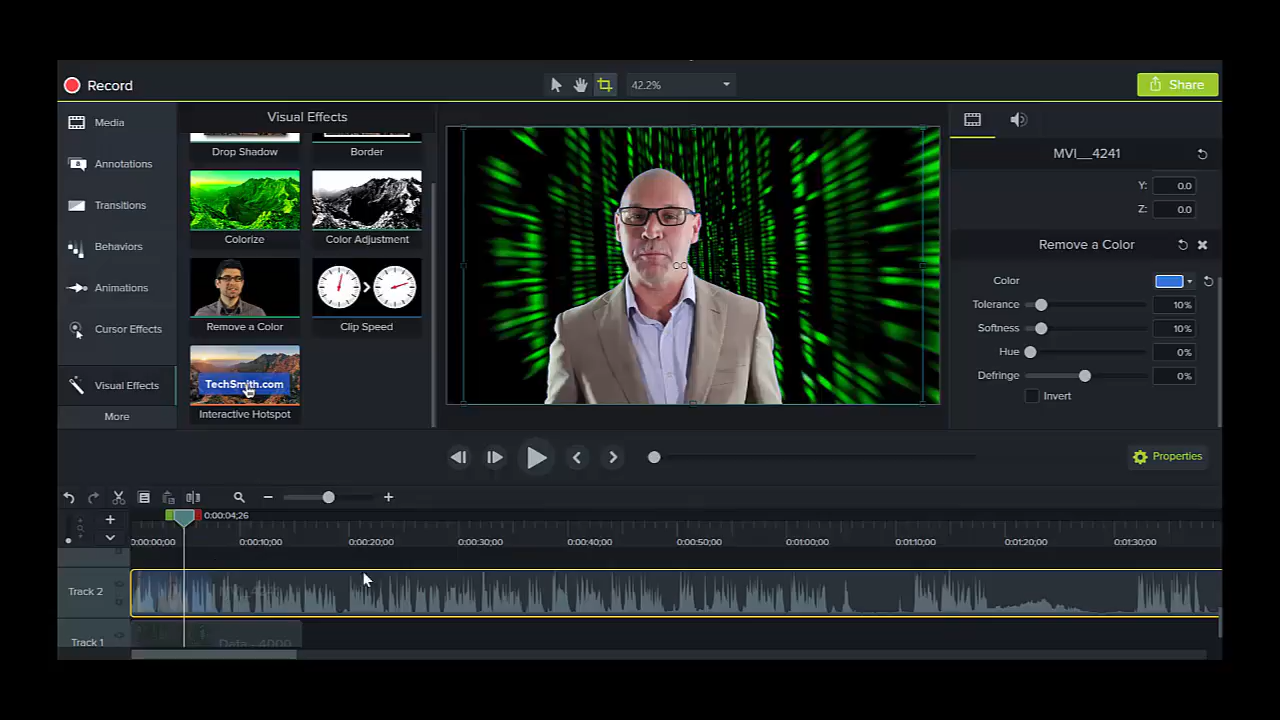 Record
42.2%
Share
Media
Annotations
Transitions
Behaviors
Animations
Cursor Effects
Visual Effects
More
Visual Effects
Drop Shadow
Border
Colorize
Color Adjustment
Remove a Color
Clip Speed
TechSmith.com
Interactive Hotspot
MVI__4241
Y: 0.0
Z: 0.0
Remove a Color
Color
Tolerance 10%
Softness 10%
Hue 0%
Defringe 0%
Invert
Properties
0:00:04;26
0:00:00;00 0:00:10;00 0:00:20;00 0:00:30;00 0:00:40;00 0:00:50;00 0:01:00;00 0:01:10;00 0:01:20;00 0:01:30;00
Track 2
Track 1
Data - 4000